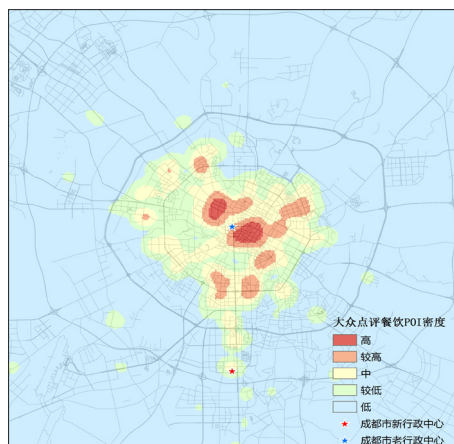 大众点评餐饮POI密度
高
较高
中
较低
低
成都市新行政中心
成都市老行政中心